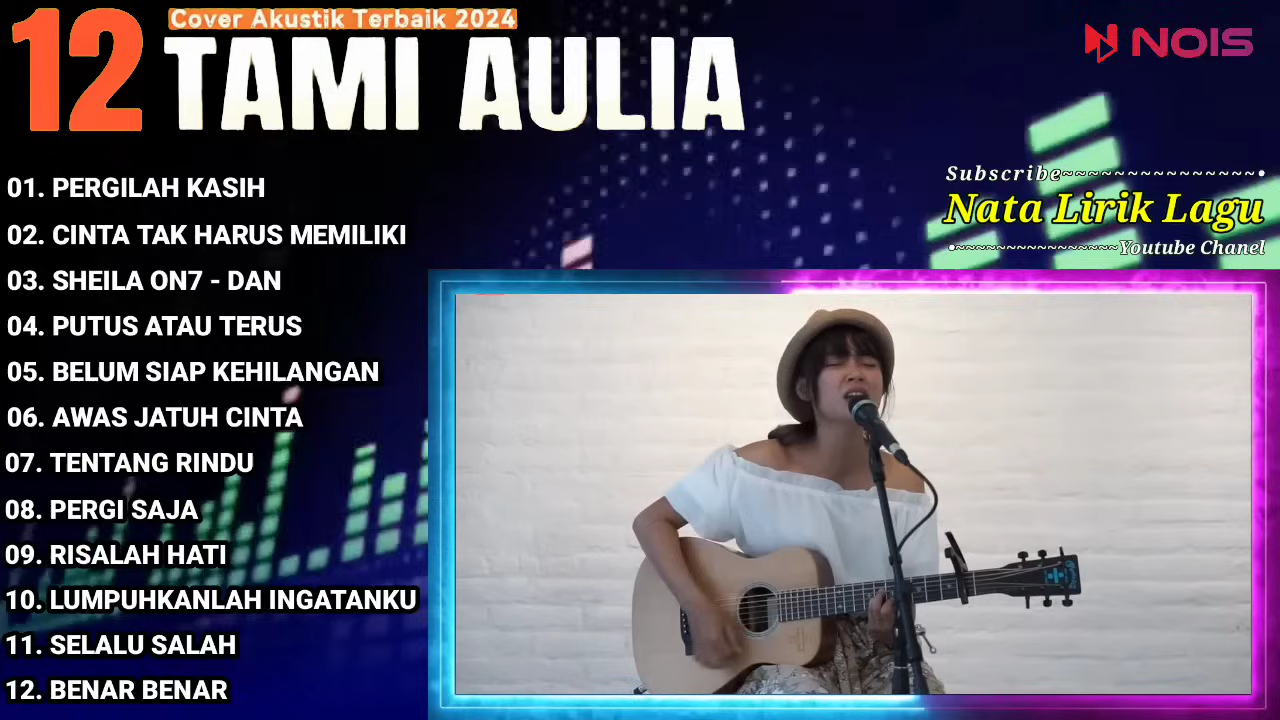 12
Cover Akustik Terbaik 2024
TAMI AULIA
NOIS
Subscribe~~~~~~~~~~~~~~~•
Nata Lirik Lagu
•~~~~~~~~~~~~~~~~Youtube Chanel
01. PERGILAH KASIH
02. CINTA TAK HARUS MEMILIKI
03. SHEILA ON7 - DAN
04. PUTUS ATAU TERUS
05. BELUM SIAP KEHILANGAN
06. AWAS JATUH CINTA
07. TENTANG RINDU
08. PERGI SAJA
09. RISALAH HATI
10. LUMPUHKANLAH INGATANKU
11. SELALU SALAH
12. BENAR BENAR